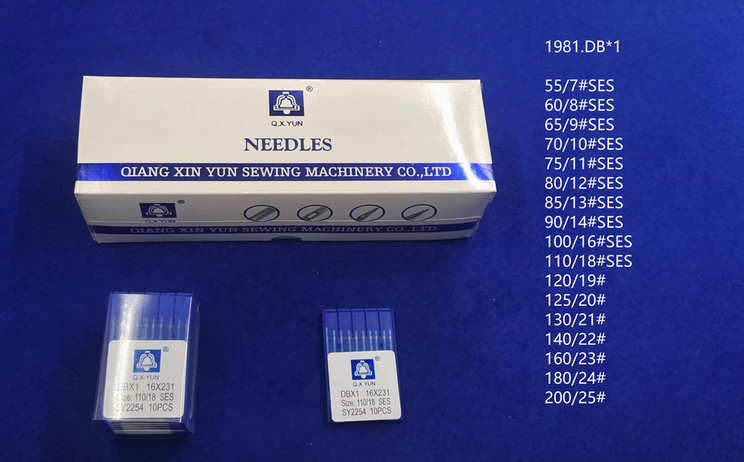 ®
Q.X.YUN
NEEDLES
QIANG XIN YUN SEWING MACHINERY CO.,LTD
®
Q.X.YUN
QIANG XIN YUN SEWING MACHINERY CO.,LTD
®
Q.X.YUN
DBX1 16X231
Size: 110/18 SES
SY2254 10PCS
®
Q.X.YUN
DBX1 16X231
Size: 110/18 SES
SY2254 10PCS
1981.DB*1
55/7#SES
60/8#SES
65/9#SES
70/10#SES
75/11#SES
80/12#SES
85/13#SES
90/14#SES
100/16#SES
110/18#SES
120/19#
125/20#
130/21#
140/22#
160/23#
180/24#
200/25#